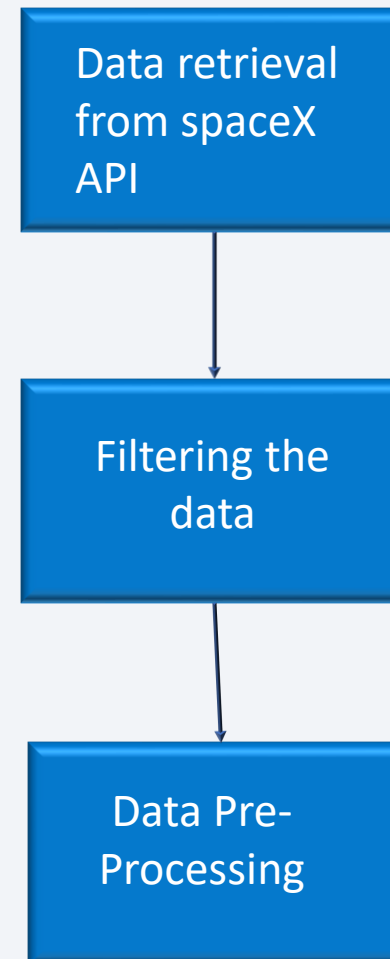 Data retrieval
from spaceX
API
Filtering the
data
Data Pre-
Processing